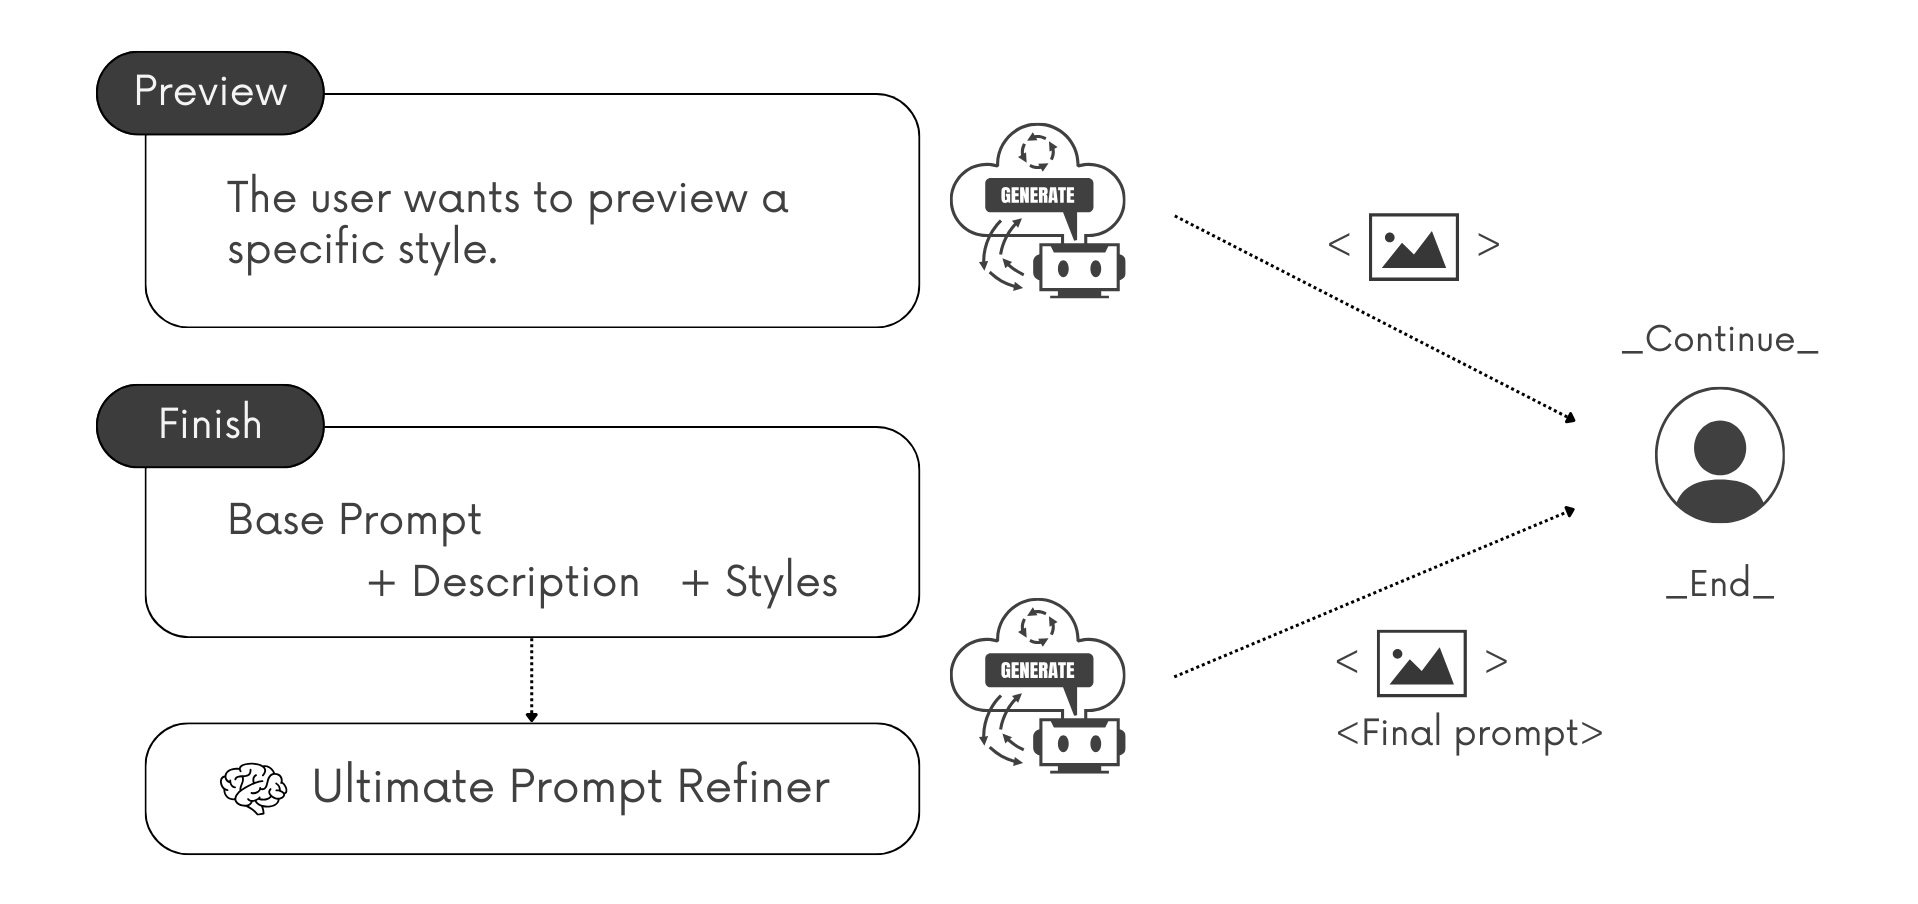 Preview
The user wants to preview a
specific style.
GENERATE
< >
_Continue_
Finish
Base Prompt
+ Description + Styles
_End_
GENERATE
< >
<Final prompt>
Ultimate Prompt Refiner